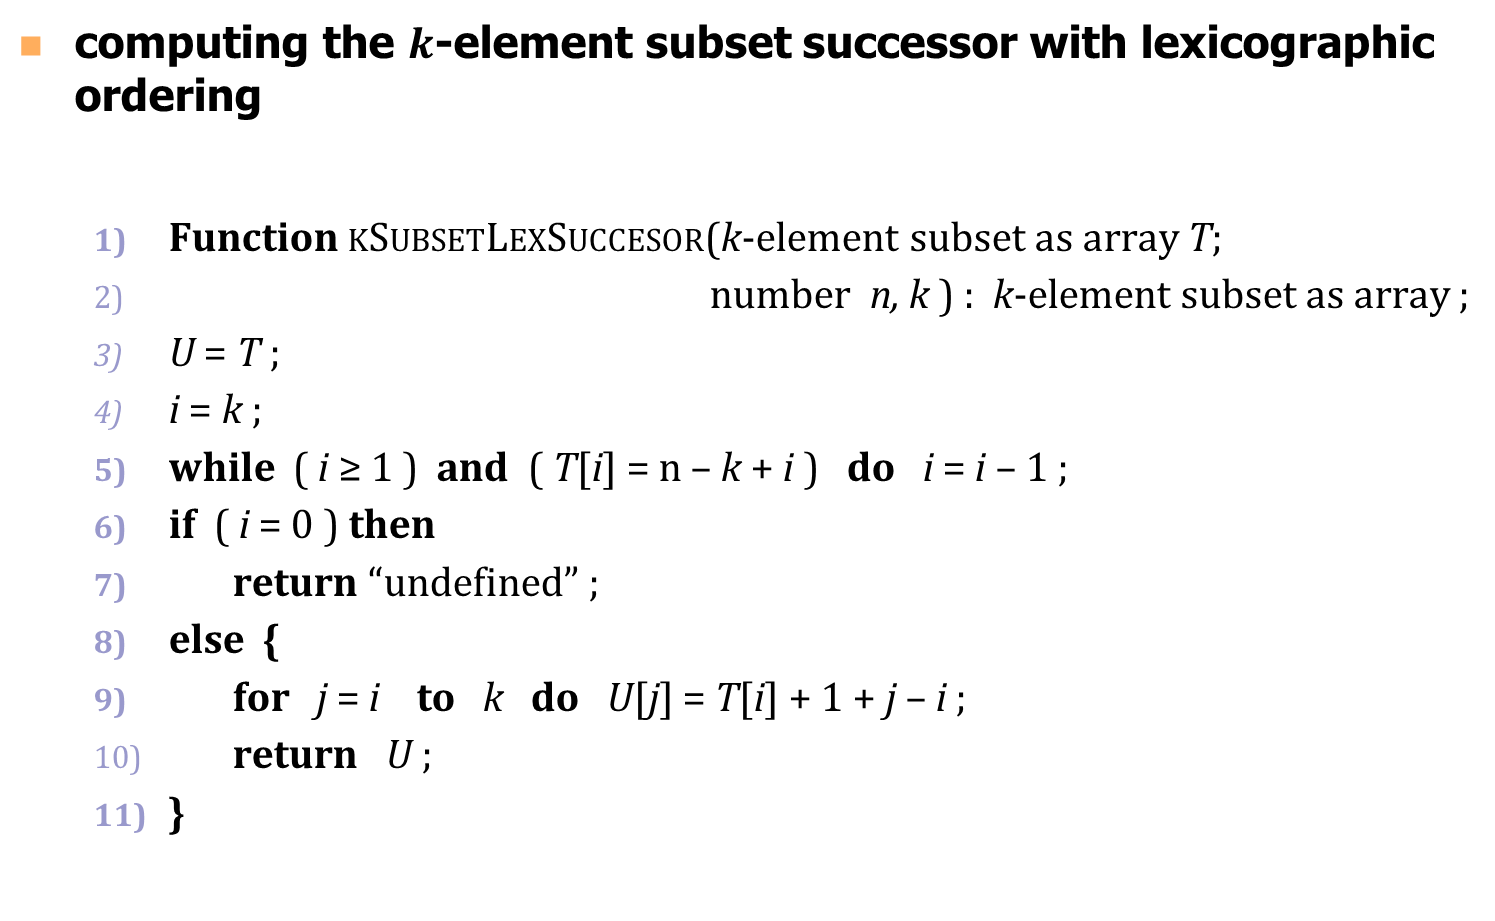 computing the k-element subset successor with lexicographic
ordering
1) Function KSUBSETLEXSUCCESOR(k-element subset as array T;
2) number n, k ) : k-element subset as array ;
3) U = T ;
4) i = k ;
5) while ( i ≥ 1 ) and ( T[i] = n – k + i ) do i = i – 1 ;
6) if ( i = 0 ) then
7) return “undefined” ;
8) else {
9) for j = i to k do U[j] = T[i] + 1 + j – i ;
10) return U ;
11) }